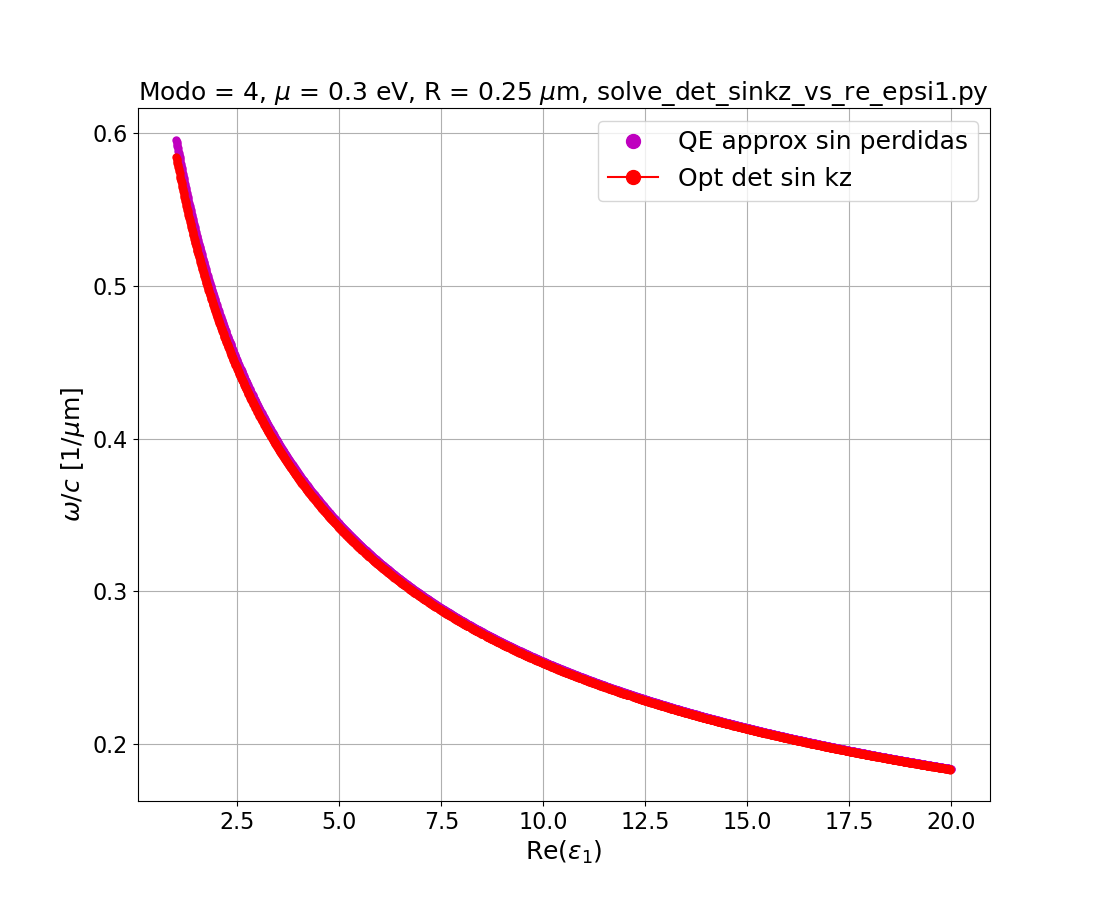 Modo = 4, μ = 0.3 eV, R = 0.25 μm, solve_det_sinkz_vs_re_epsi1.py
QE approx sin perdidas
Opt det sin kz
0.6
0.5
0.4
0.3
0.2
ω/c [1/μm]
2.5 5.0 7.5 10.0 12.5 15.0 17.5 20.0
Re(ε₁)